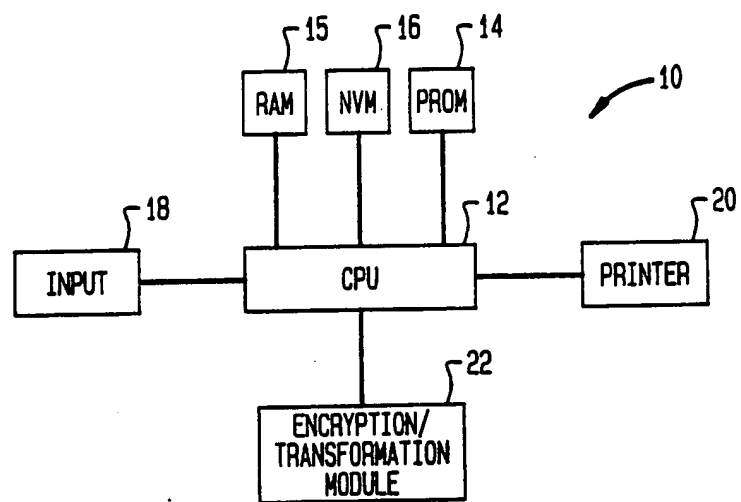 15
16
14
10
RAM
NVM
PROM
18
12
20
INPUT
CPU
PRINTER
22
ENCRYPTION/
TRANSFORMATION
MODULE